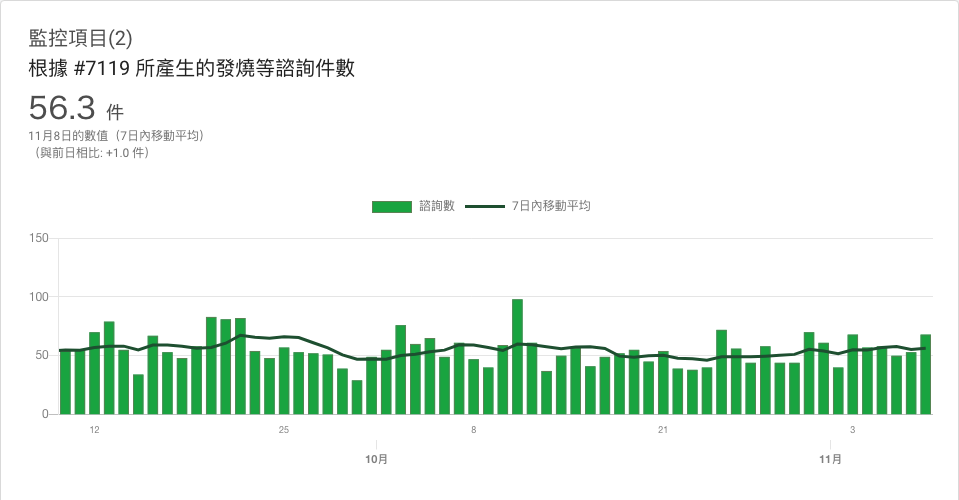 監控項目(2)
根據 #7119 所產生的發燒等諮詢件數
56.3 件
11月8日的數值（7日內移動平均）
（與前日相比: +1.0 件）
諮詢數 7日內移動平均
150
100
50
0
12 25 8 21 3
10月 11月